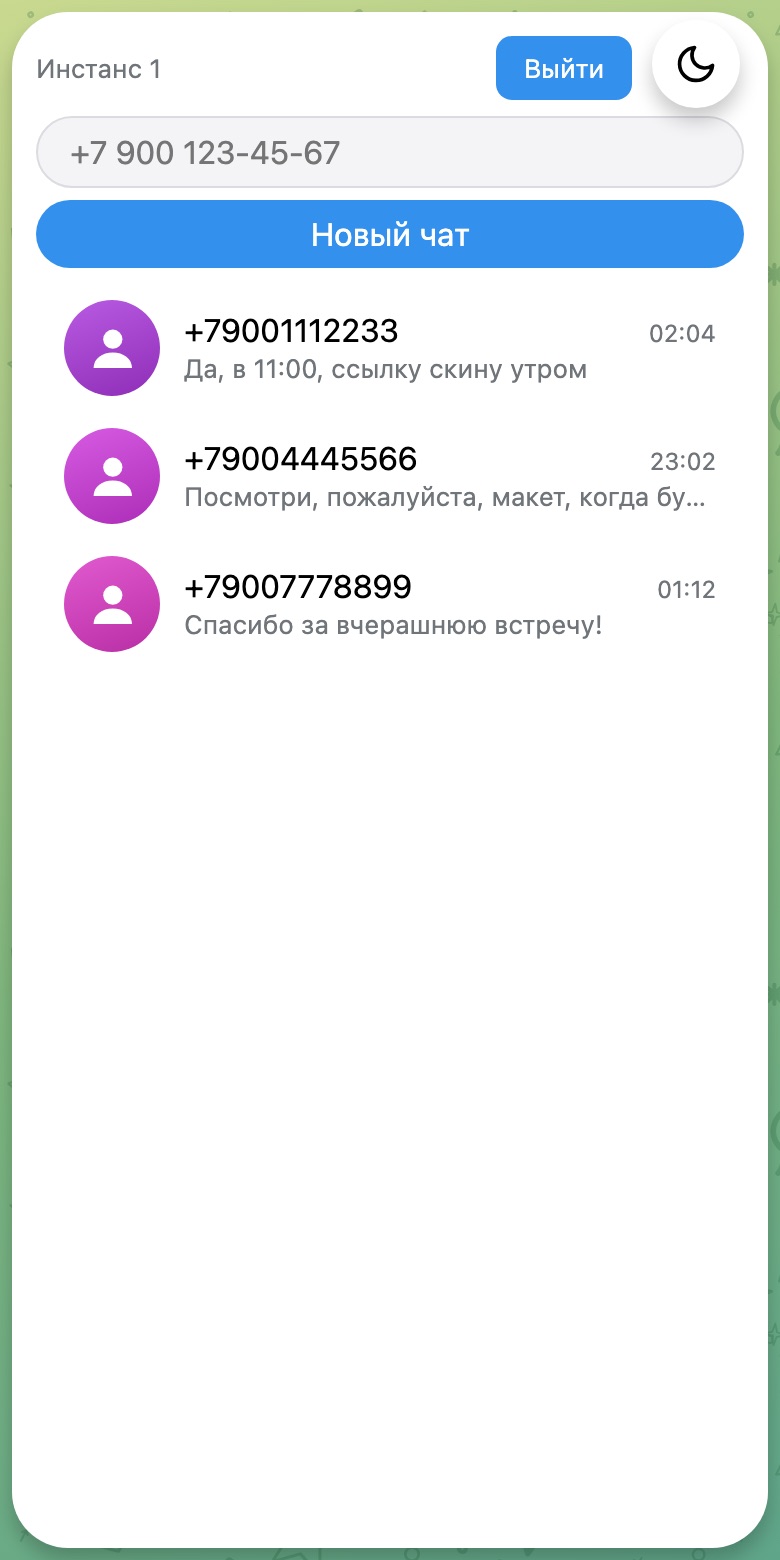 Инстанс 1
Выйти
+7 900 123-45-67
Новый чат
+79001112233
02:04
Да, в 11:00, ссылку скину утром
+79004445566
23:02
Посмотри, пожалуйста, макет, когда бу...
+79007778899
01:12
Спасибо за вчерашнюю встречу!